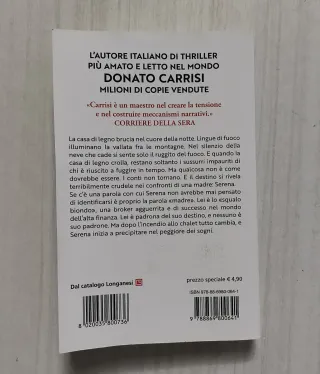 L'AUTORE ITALIANO DI THRILLER
PIÙ AMATO E LETTO NEL MONDO
DONATO CARRISI
MILIONI DI COPIE VENDUTE
«Carrisi è un maestro nel creare la tensione
e nel costruire meccanismi narrativi.»
CORRIERE DELLA SERA
La casa di legno brucia nel cuore della notte. Lingue di fuoco
illuminano la vallata fra le montagne. Nel silenzio della
neve che cade si sente solo il ruggito del fuoco. E quando la
casa di legno crolla, restano soltanto i sussurri impauriti di
chi è riuscito a fuggire in tempo. Ma qualcosa non è come
dovrebbe essere. I conti non tornano. E il destino si rivela
terribilmente crudele nei confronti di una madre: Serena.
Se c'è una parola con cui Serena non avrebbe mai pensato
di identificarsi è proprio la parola «madre». Lei è lo «squalo
biondo», una broker agguerrita e di successo nel mondo
dell'alta finanza. Lei è padrona del suo destino, e nessuno è
suo padrone. Ma dopo l'incendio allo chalet tutto cambia, e
Serena inizia a precipitare nel peggiore dei sogni.
Dal catalogo Longanesi
prezzo speciale € 4,90
8 020039 800736
9 788869 800641